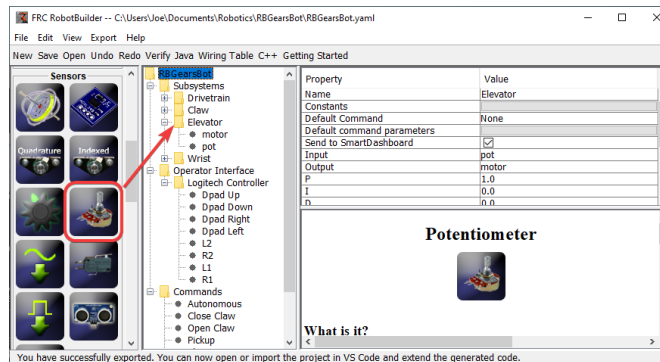 FRC RobotBuilder -- C:\Users\Joe\Documents\Robotics\RBGearsBot\RBGearsBot.yaml
File Edit View Export Help
New Save Open Undo Redo Verify Java Wiring Table C++ Getting Started
Sensors
Quadrature
Indexed
RBGearsBot
Subsystems
Drivetrain
Claw
Elevator
motor
pot
Wrist
Operator Interface
Logitech Controller
Dpad Up
Dpad Down
Dpad Right
Dpad Left
L2
R2
L1
R1
Commands
Autonomous
Close Claw
Open Claw
Pickup
Property Value
Name Elevator
Constants
Default Command None
Default command parameters
Send to SmartDashboard
Input pot
Output motor
P 1.0
I 0.0
D 0.0
Potentiometer
What is it?
You have successfully exported. You can now open or import the project in VS Code and extend the generated code.